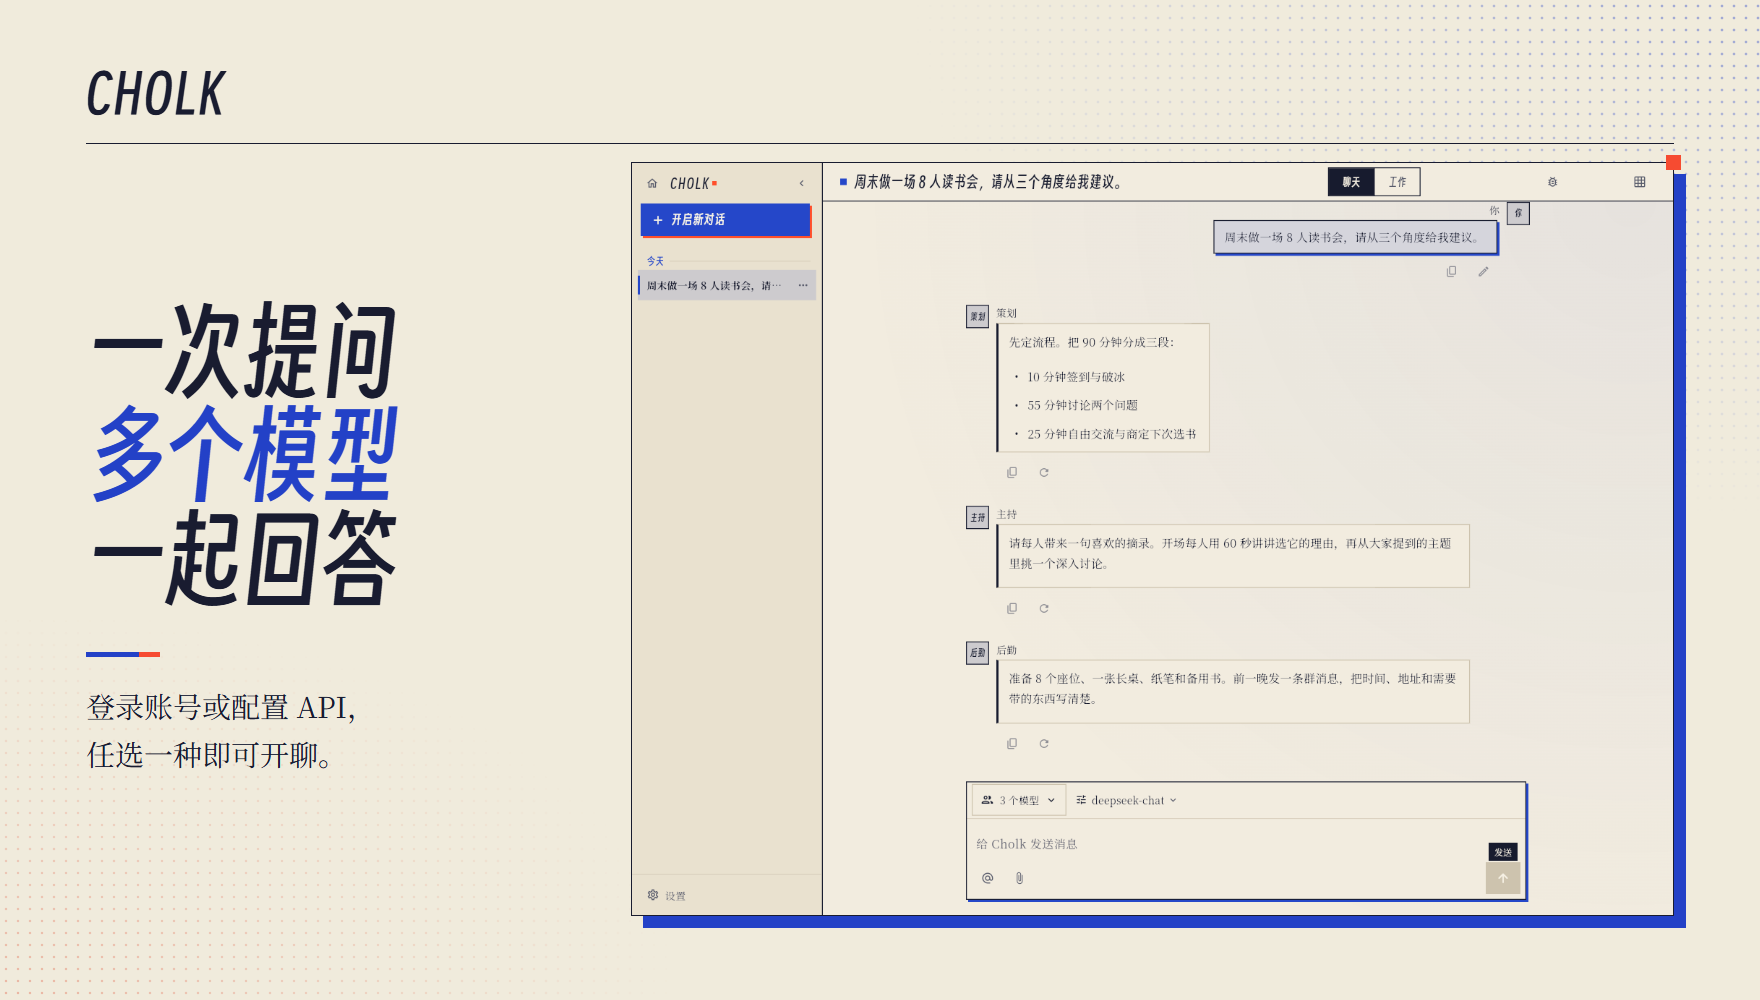 CHOLK
一次提问
多个模型
一起回答
登录账号或配置 API,
任选一种即可开聊。
CHOLK
+ 开启新对话
今天
周末做一场 8 人读书会，请···
设置
周末做一场 8 人读书会，请从三个角度给我建议。
聊天 工作
你 你
周末做一场 8 人读书会，请从三个角度给我建议。
策划 策划
先定流程。把 90 分钟分成三段：
• 10 分钟签到与破冰
• 55 分钟讨论两个问题
• 25 分钟自由交流与商定下次选书
主持 主持
请每人带来一句喜欢的摘录。开场每人用 60 秒讲讲选它的理由，再从大家提到的主题
里挑一个深入讨论。
后勤 后勤
准备 8 个座位、一张长桌、纸笔和备用书。前一晚发一条群消息，把时间、地址和需要
带的东西写清楚。
3 个模型 deepseek-chat
给 Cholk 发送消息
发送